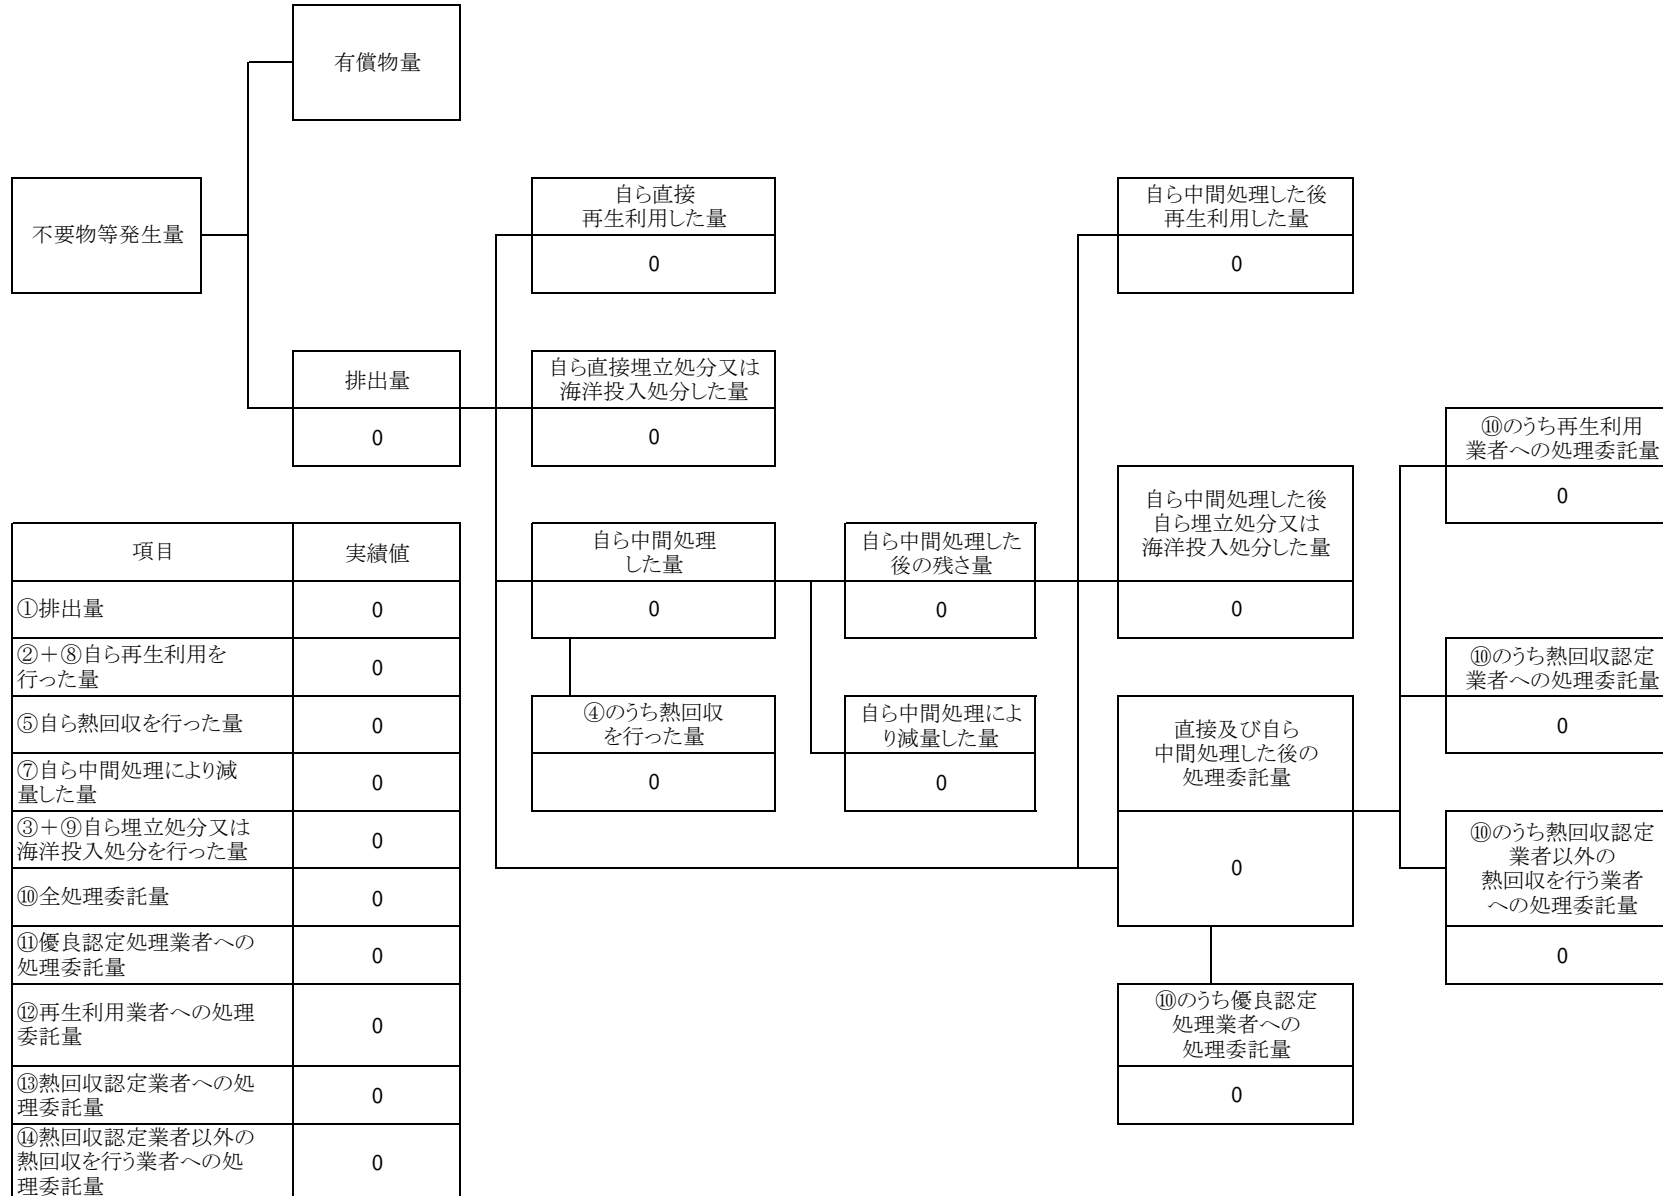 有償物量
不要物等発生量
自ら直接
再生利用した量
0
自ら中間処理した後
再生利用した量
0
排出量
0
自ら直接埋立処分又は
海洋投入処分した量
0
⑩のうち再生利用
業者への処理委託量
0
自ら中間処理した後
自ら埋立処分又は
海洋投入処分した量
0
自ら中間処理
した量
0
自ら中間処理した
後の残さ量
0
⑩のうち熱回収認定
業者への処理委託量
0
④のうち熱回収
を行った量
0
自ら中間処理によ
り減量した量
0
直接及び自ら
中間処理した後の
処理委託量
0
⑩のうち熱回収認定
業者以外の
熱回収を行う業者
への処理委託量
0
⑩のうち優良認定
処理業者への
処理委託量
0
項目 実績値
①排出量 0
②+⑧自ら再生利用を
行った量 0
⑤自ら熱回収を行った量 0
⑦自ら中間処理により減
量した量 0
③+⑨自ら埋立処分又は
海洋投入処分を行った量 0
⑩全処理委託量 0
⑪優良認定処理業者への
処理委託量 0
⑫再生利用業者への処理
委託量 0
⑬熱回収認定業者への処
理委託量 0
⑭熱回収認定業者以外の
熱回収を行う業者への処
理委託量 0